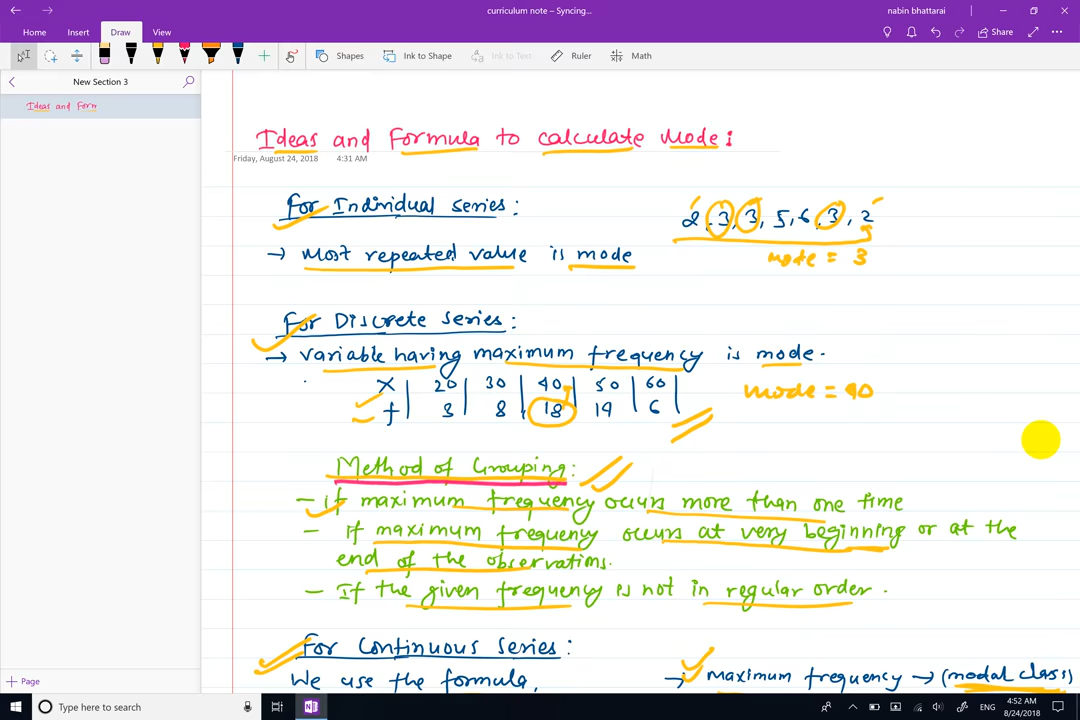 curriculum note – Syncing...
nabin bhattarai
Home Insert Draw View
Share
Shapes
Ink to Shape
Ink to Text
Ruler
Math
New Section 3
Ideas and Form
Ideas and Formula to calculate Mode:
Friday, August 24, 2018 4:31 AM
For Individual series:
2, 3, 3, 5, 6, 3, 2
→ Most repeated value is mode
mode = 3
For Discrete Series:
→ Variable having maximum frequency is mode.
X | 20 | 30 | 40 | 50 | 60 |
f | 3 | 8 | 18 | 14 | 6 |
mode = 40
Method of Grouping:
– If maximum frequency occurs more than one time
– If maximum frequency occurs at very beginning or at the
end of the observations.
– If the given frequency is not in regular order.
For Continuous Series:
We use the formula,
→ maximum frequency → (modal class)
+ Page
Type here to search
ENG
4:52 AM
8/24/2018